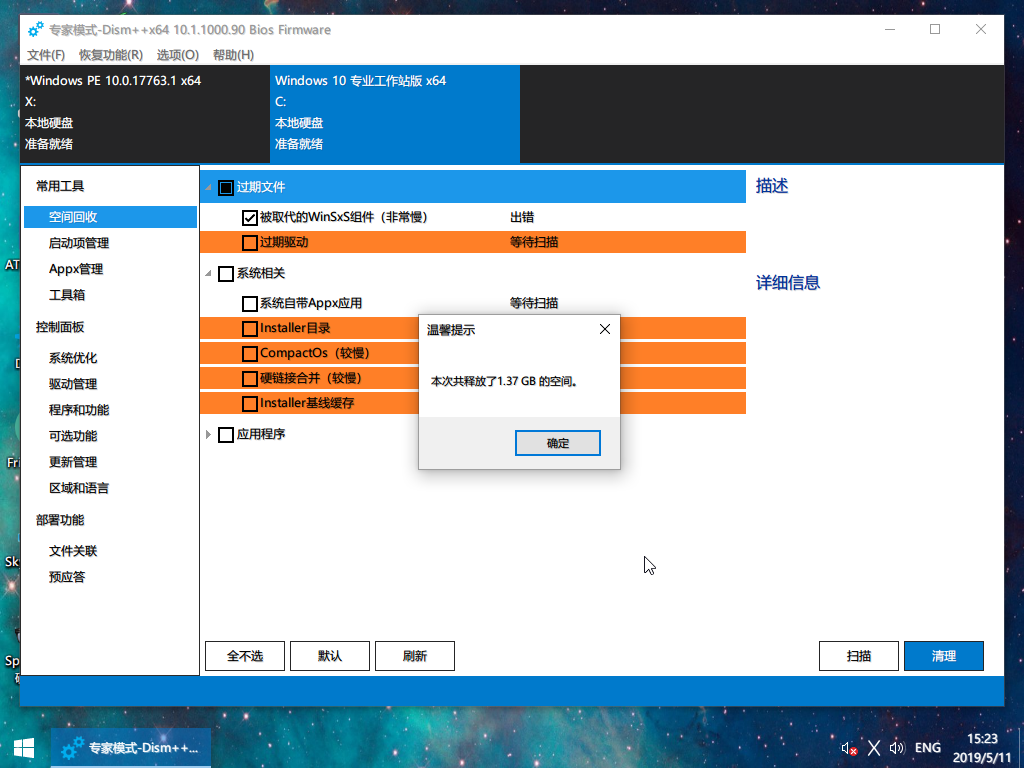 专家模式-Dism++x64 10.1.1000.90 Bios Firmware
文件(F) 恢复功能(R) 选项(O) 帮助(H)
*Windows PE 10.0.17763.1 x64
X:
本地硬盘
准备就绪
Windows 10 专业工作站版 x64
C:
本地硬盘
准备就绪
常用工具
空间回收
启动项管理
Appx管理
工具箱
控制面板
系统优化
驱动管理
程序和功能
可选功能
更新管理
区域和语言
部署功能
文件关联
预应答
过期文件
被取代的WinSxS组件（非常慢） 出错
过期驱动 等待扫描
系统相关
系统自带Appx应用 等待扫描
Installer目录
CompactOs（较慢）
硬链接合并（较慢）
Installer基线缓存
应用程序
描述
详细信息
温馨提示
本次共释放了1.37 GB 的空间。
确定
全不选 默认 刷新 扫描 清理
AT
Fri
Sk
Sp
专家模式-Dism++...
ENG
15:23
2019/5/11